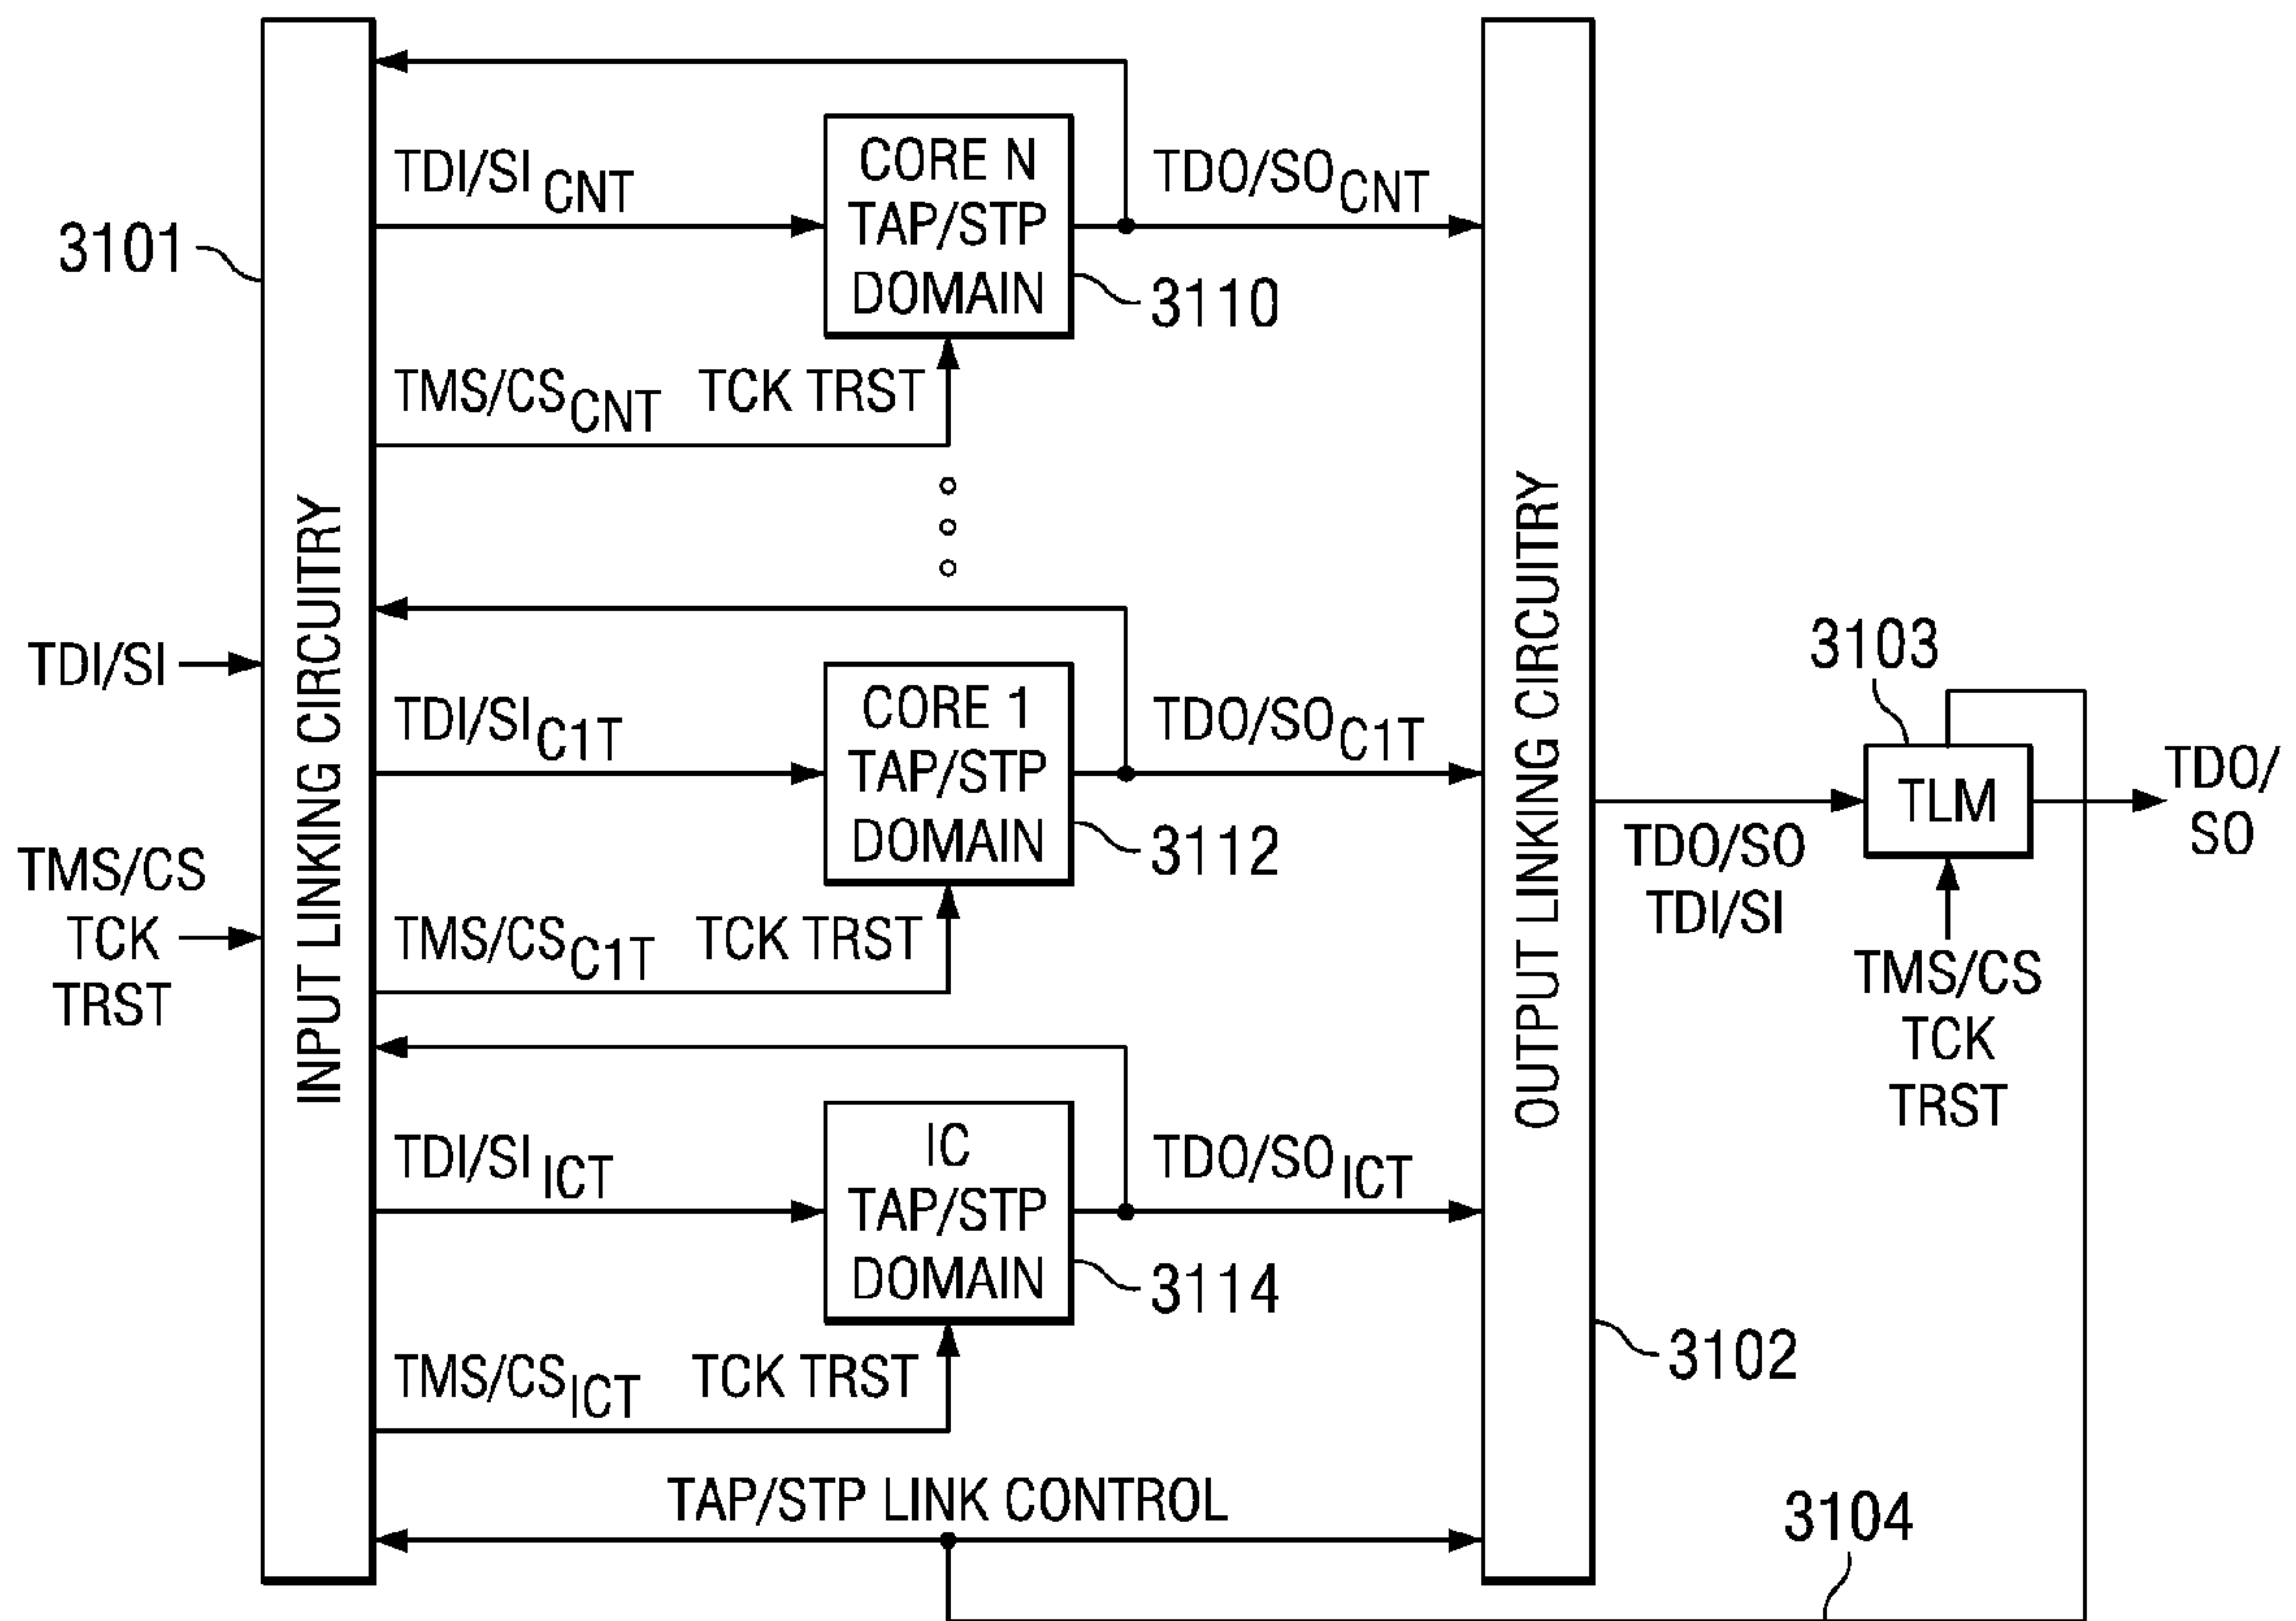 3101
INPUT LINKING CIRCUITRY
TDI/SI
TMS/CS
TCK
TRST
TDI/SI CNT
CORE N
TAP/STP
DOMAIN
TDO/SO CNT
3110
TMS/CS CNT TCK TRST
TDI/SI C1T
CORE 1
TAP/STP
DOMAIN
TDO/SO C1T
3112
TMS/CS C1T TCK TRST
TDI/SI ICT
IC
TAP/STP
DOMAIN
TDO/SO ICT
3114
TMS/CS ICT TCK TRST
TAP/STP LINK CONTROL
OUTPUT LINKING CIRCUITRY
3102
TDO/SO
TDI/SI
3103
TLM
TMS/CS
TCK
TRST
TDO/
SO
3104